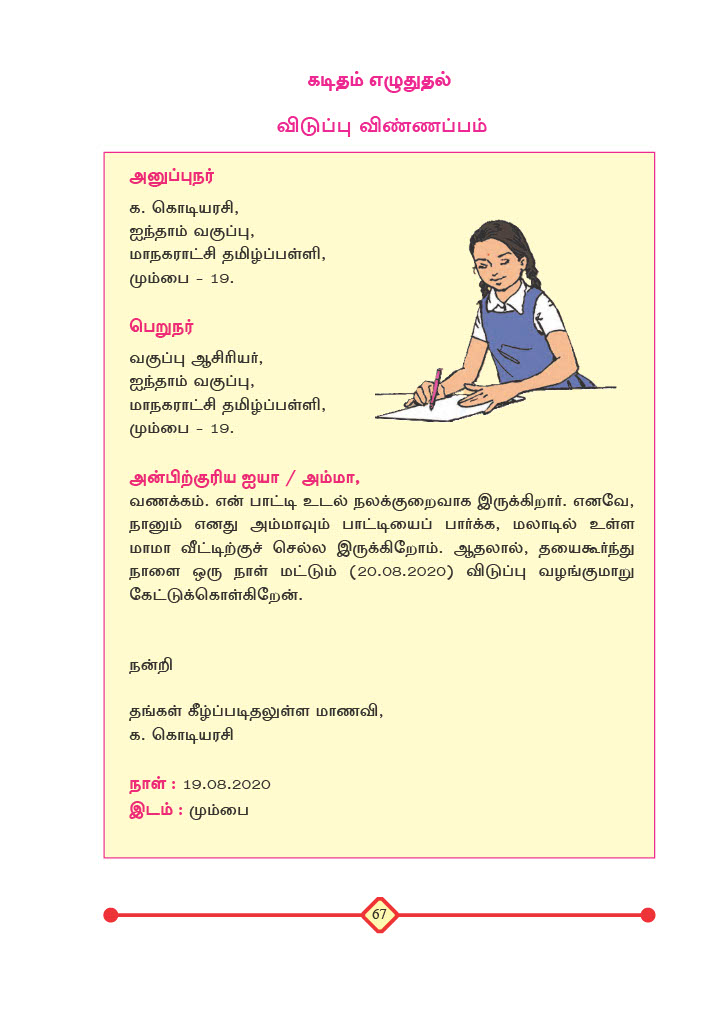 கடிதம் எழுதுதல்
விடுப்பு விண்ணப்பம்
அனுப்புநர்
க. கொடியரசி,
ஐந்தாம் வகுப்பு,
மாநகராட்சி தமிழ்ப்பள்ளி,
மும்பை - 19.
பெறுநர்
வகுப்பு ஆசிரியர்,
ஐந்தாம் வகுப்பு,
மாநகராட்சி தமிழ்ப்பள்ளி,
மும்பை - 19.
அன்பிற்குரிய ஐயா / அம்மா,
வணக்கம். என் பாட்டி உடல் நலக்குறைவாக இருக்கிறார். எனவே,
நானும் எனது அம்மாவும் பாட்டியைப் பார்க்க, மலாடில் உள்ள
மாமா வீட்டிற்குச் செல்ல இருக்கிறோம். ஆதலால், தயைகூர்ந்து
நாளை ஒரு நாள் மட்டும் (20.08.2020) விடுப்பு வழங்குமாறு
கேட்டுக்கொள்கிறேன்.
நன்றி
தங்கள் கீழ்ப்படிதலுள்ள மாணவி,
க. கொடியரசி
நாள் : 19.08.2020
இடம் : மும்பை
67